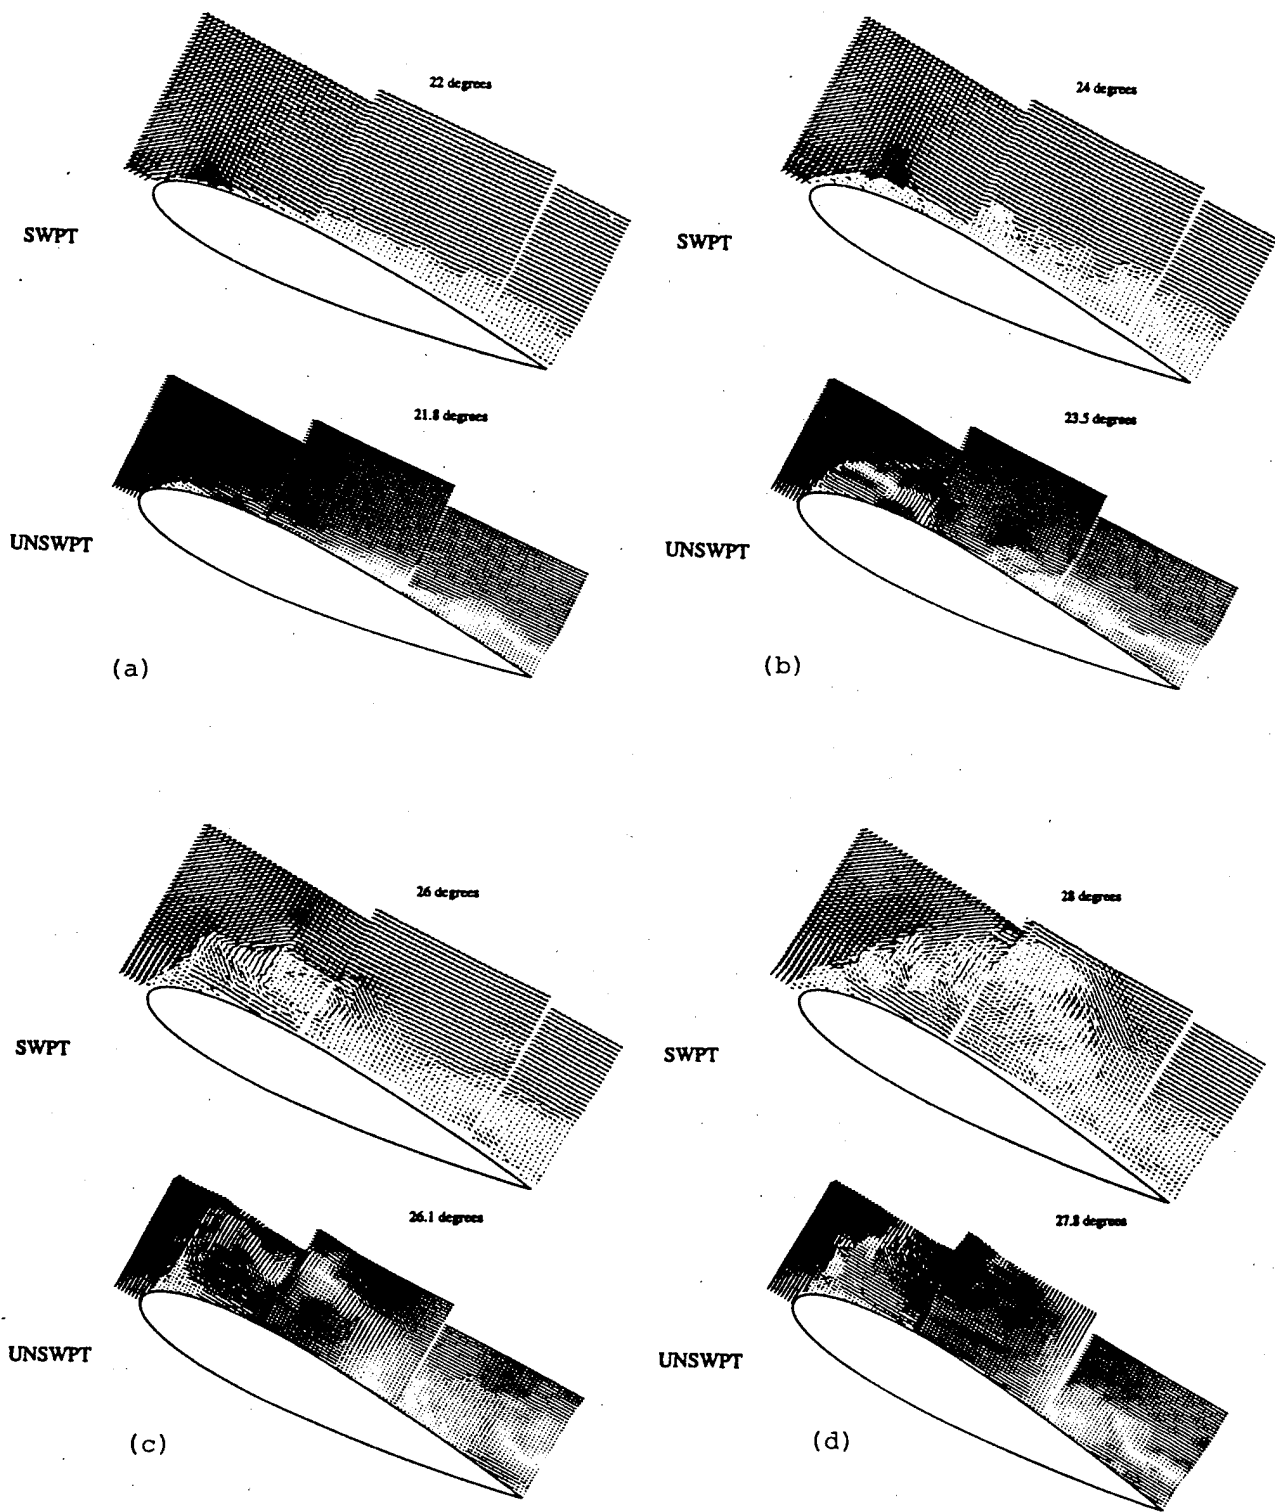 22 degrees
SWPT
21.8 degrees
UNSWPT
(a)
24 degrees
SWPT
23.5 degrees
UNSWPT
(b)
26 degrees
SWPT
26.1 degrees
UNSWPT
(c)
28 degrees
SWPT
27.8 degrees
UNSWPT
(d)